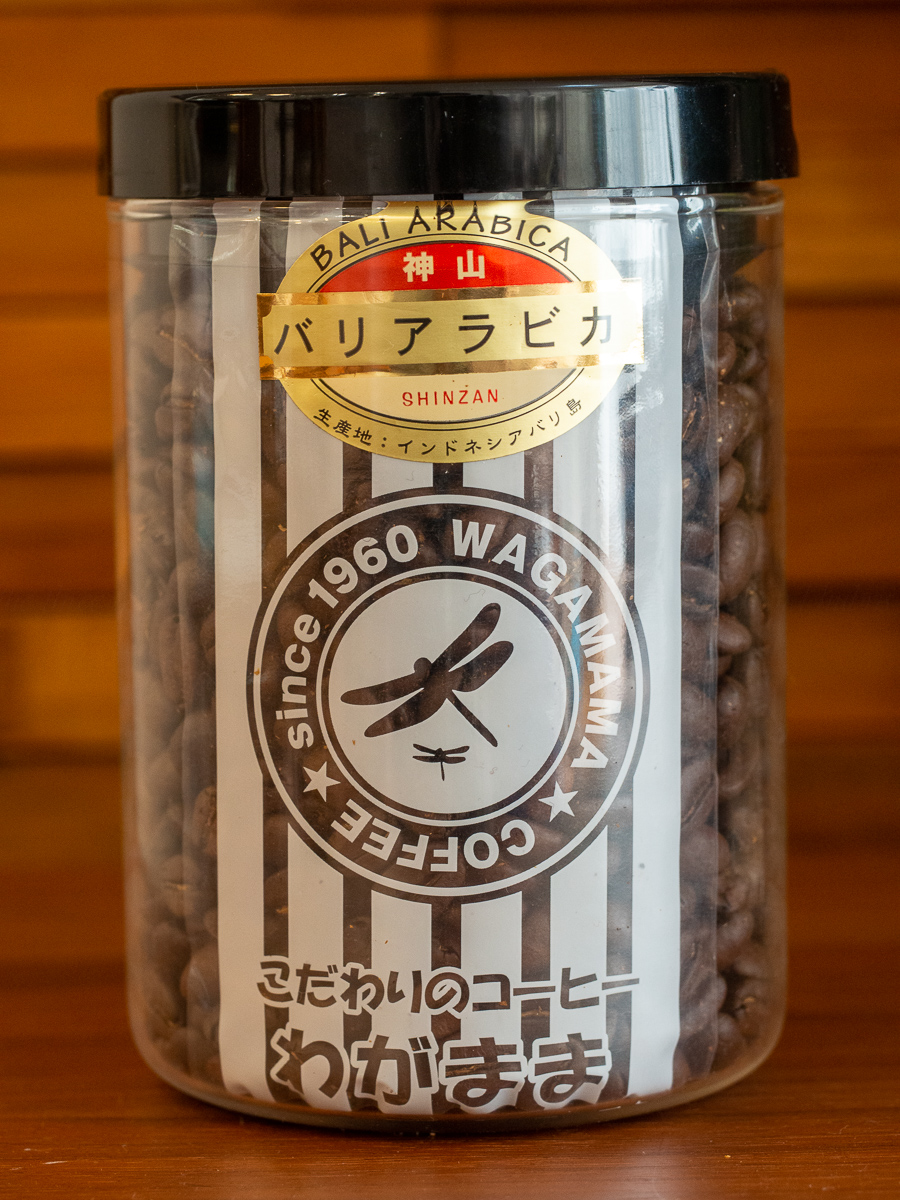 BALi ARABICA
神山
バリアラビカ
SHINZAN
生産地：インドネシアバリ島
since 1960 WAGAMAMA
★ COFFEE ★
こだわりのコーヒー
わがまま